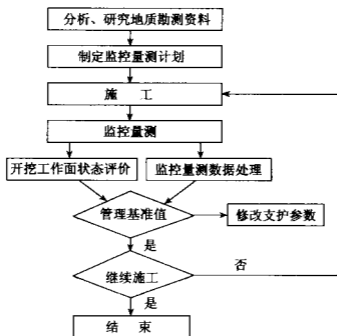 分析、研究地质勘测资料
制定监控量测计划
施 工
监控量测
开挖工作面状态评价 监控量测数据处理
管理基准值
修改支护参数
是
否
继续施工
是
结 束